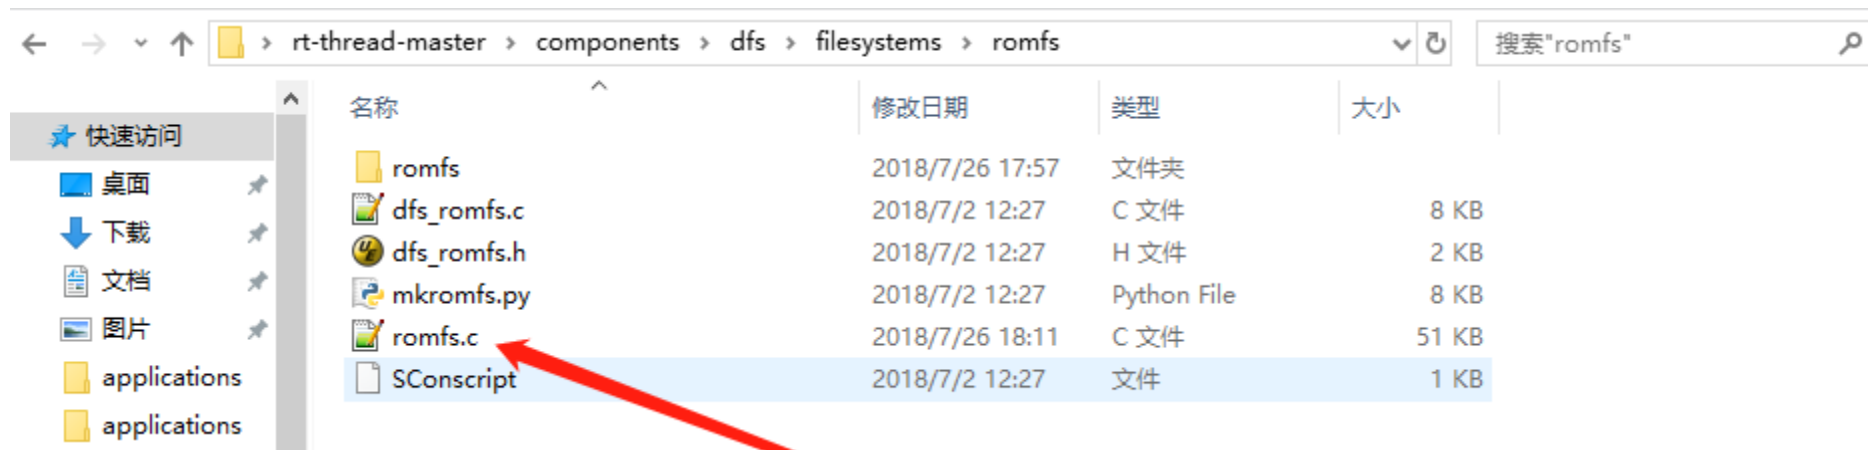 rt-thread-master > components > dfs > filesystems > romfs
搜索"romfs"
名称 修改日期 类型 大小
快速访问
桌面
下载
文档
图片
applications
applications
romfs 2018/7/26 17:57 文件夹
dfs_romfs.c 2018/7/2 12:27 C 文件 8 KB
dfs_romfs.h 2018/7/2 12:27 H 文件 2 KB
mkromfs.py 2018/7/2 12:27 Python File 8 KB
romfs.c 2018/7/26 18:11 C 文件 51 KB
SConscript 2018/7/2 12:27 文件 1 KB